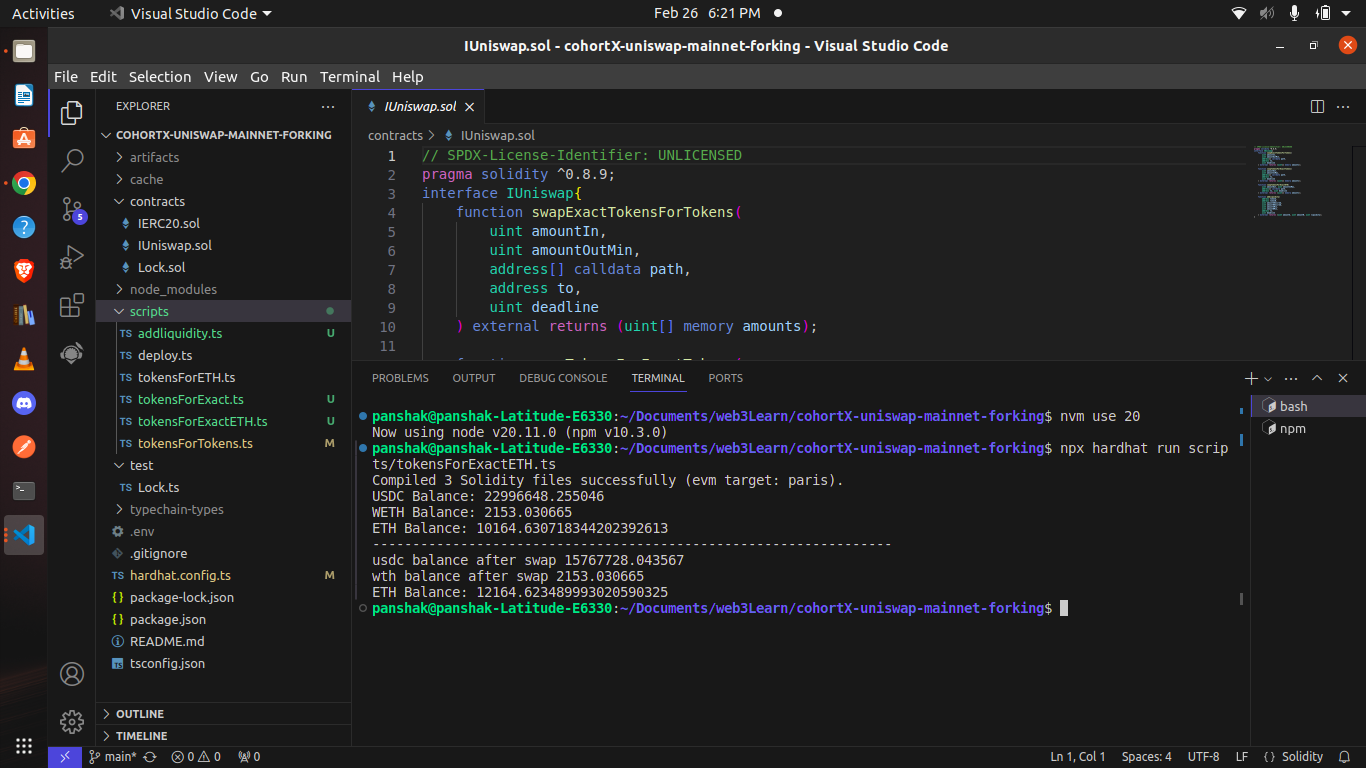 Activities
Visual Studio Code
Feb 26 6:21 PM
IUniswap.sol - cohortX-uniswap-mainnet-forking - Visual Studio Code
File Edit Selection View Go Run Terminal Help
EXPLORER
COHORTX-UNISWAP-MAINNET-FORKING
artifacts
cache
contracts
IERC20.sol
IUniswap.sol
Lock.sol
node_modules
scripts
TS addliquidity.ts U
TS deploy.ts
TS tokensForETH.ts
TS tokensForExact.ts U
TS tokensForExactETH.ts U
TS tokensForTokens.ts M
test
TS Lock.ts
typechain-types
.env
.gitignore
TS hardhat.config.ts M
{} package-lock.json
{} package.json
README.md
TS tsconfig.json
OUTLINE
TIMELINE
5
IUniswap.sol
contracts > IUniswap.sol
1 // SPDX-License-Identifier: UNLICENSED
2 pragma solidity ^0.8.9;
3 interface IUniswap{
4 function swapExactTokensForTokens(
5 uint amountIn,
6 uint amountOutMin,
7 address[] calldata path,
8 address to,
9 uint deadline
10 ) external returns (uint[] memory amounts);
11
PROBLEMS OUTPUT DEBUG CONSOLE TERMINAL PORTS
panshak@panshak-Latitude-E6330:~/Documents/web3Learn/cohortX-uniswap-mainnet-forking$ nvm use 20
Now using node v20.11.0 (npm v10.3.0)
panshak@panshak-Latitude-E6330:~/Documents/web3Learn/cohortX-uniswap-mainnet-forking$ npx hardhat run scrip
ts/tokensForExactETH.ts
Compiled 3 Solidity files successfully (evm target: paris).
USDC Balance: 22996648.255046
WETH Balance: 2153.030665
ETH Balance: 10164.630718344202392613
-----------------------------------------------------------------
usdc balance after swap 15767728.043567
wth balance after swap 2153.030665
ETH Balance: 12164.623489993020590325
panshak@panshak-Latitude-E6330:~/Documents/web3Learn/cohortX-uniswap-mainnet-forking$
bash
npm
main* 0 0 0
Ln 1, Col 1 Spaces: 4 UTF-8 LF {} Solidity